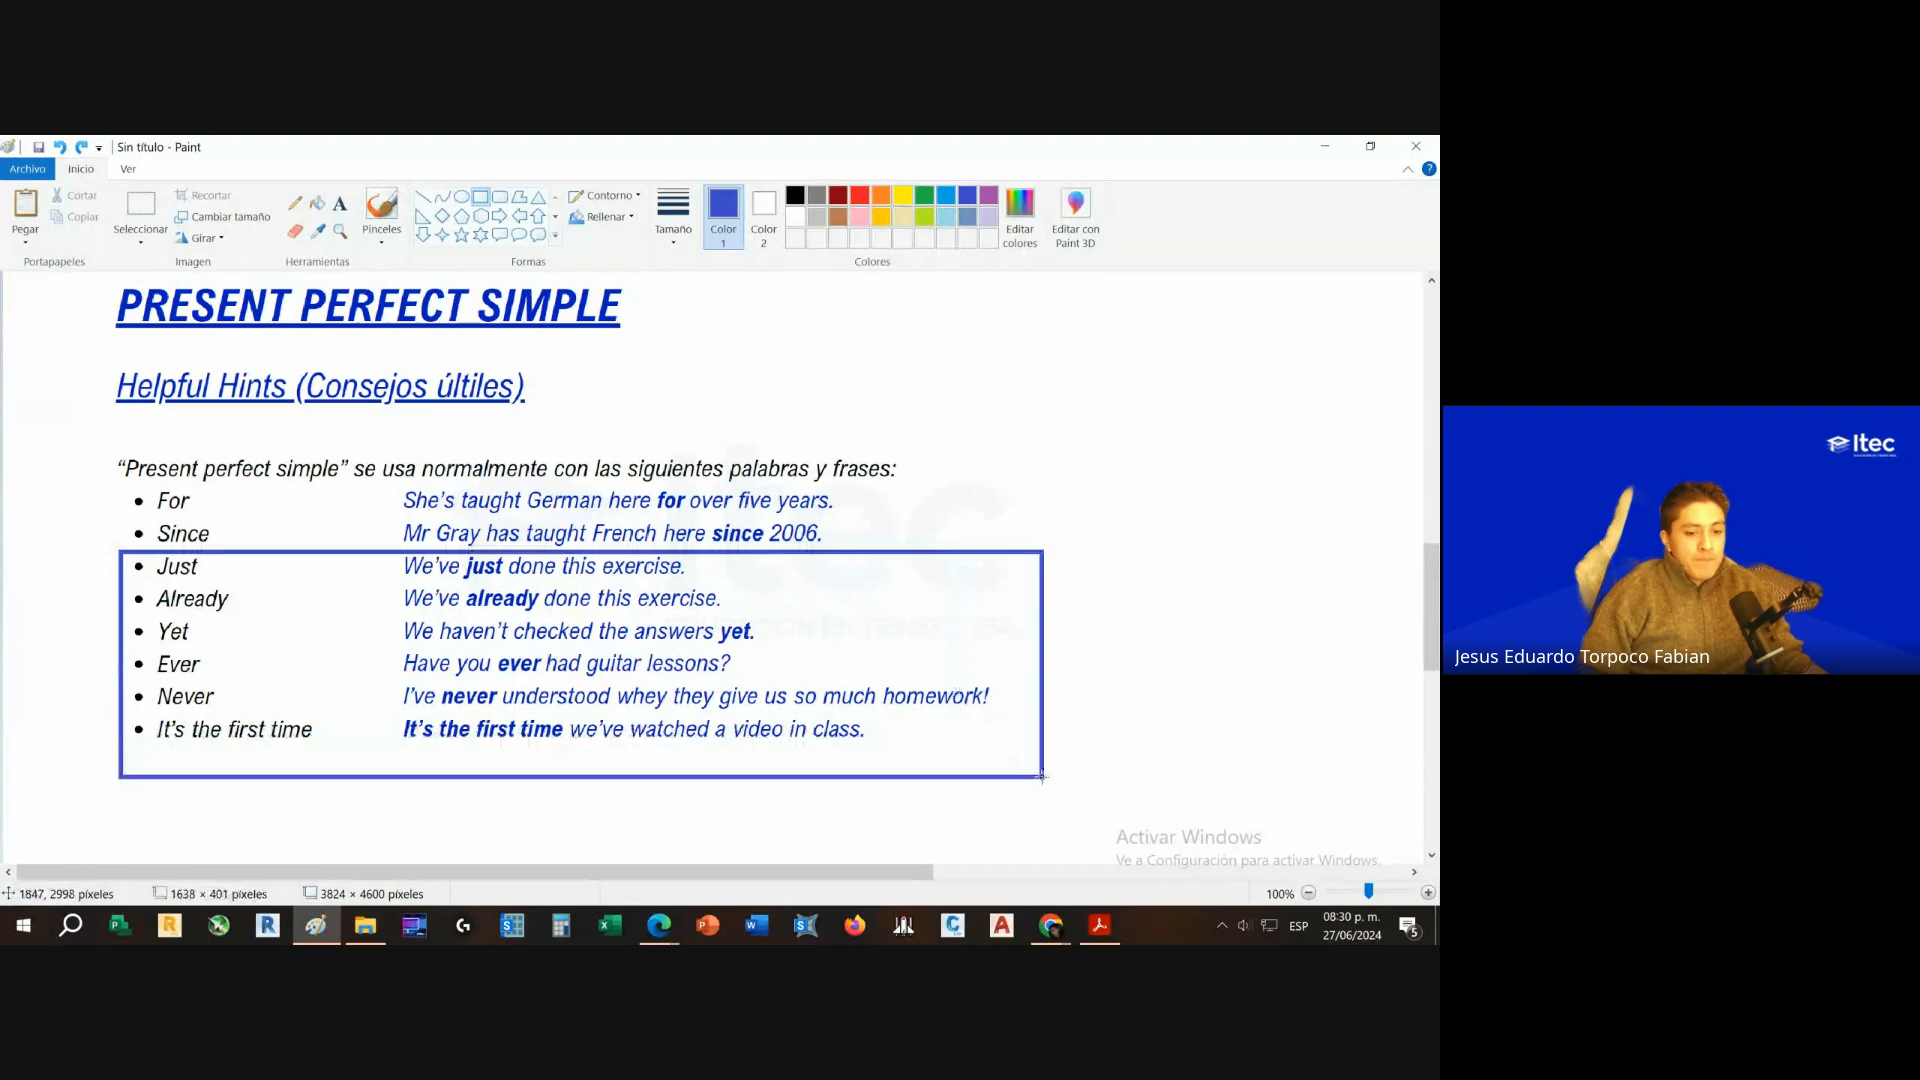 Sin título - Paint
Archivo Inicio Ver
Pegar
Cortar
Copiar
Portapapeles
Seleccionar
Recortar
Cambiar tamaño
Girar
Imagen
A
Herramientas
Pinceles
Formas
Contorno
Rellenar
Tamaño
Color 1
Color 2
Colores
Editar colores
Editar con Paint 3D
PRESENT PERFECT SIMPLE
Helpful Hints (Consejos últiles)
“Present perfect simple” se usa normalmente con las siguientes palabras y frases:
• For She’s taught German here for over five years.
• Since Mr Gray has taught French here since 2006.
• Just We’ve just done this exercise.
• Already We’ve already done this exercise.
• Yet We haven’t checked the answers yet.
• Ever Have you ever had guitar lessons?
• Never I’ve never understood whey they give us so much homework!
• It’s the first time It’s the first time we’ve watched a video in class.
Activar Windows
Ve a Configuración para activar Windows.
1847, 2998 píxeles 1638 × 401 píxeles 3824 × 4600 píxeles 100%
ESP
08:30 p. m.
27/06/2024
5
Itec
Jesus Eduardo Torpoco Fabian